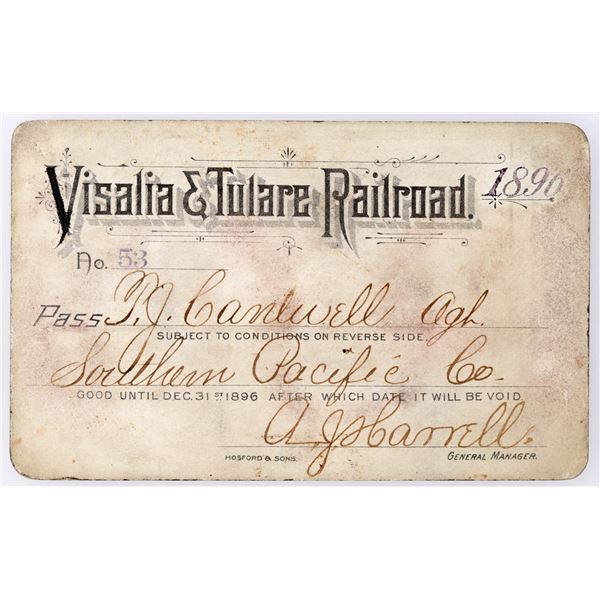 Visalia & Tulare Railroad. 1896
No. 53
Pass T. J. Cantwell Agt.
SUBJECT TO CONDITIONS ON REVERSE SIDE
Southern Pacific Co.
GOOD UNTIL DEC. 31ST 1896 AFTER WHICH DATE IT WILL BE VOID
A. J. Harrell.
HOSFORD & SONS. GENERAL MANAGER.